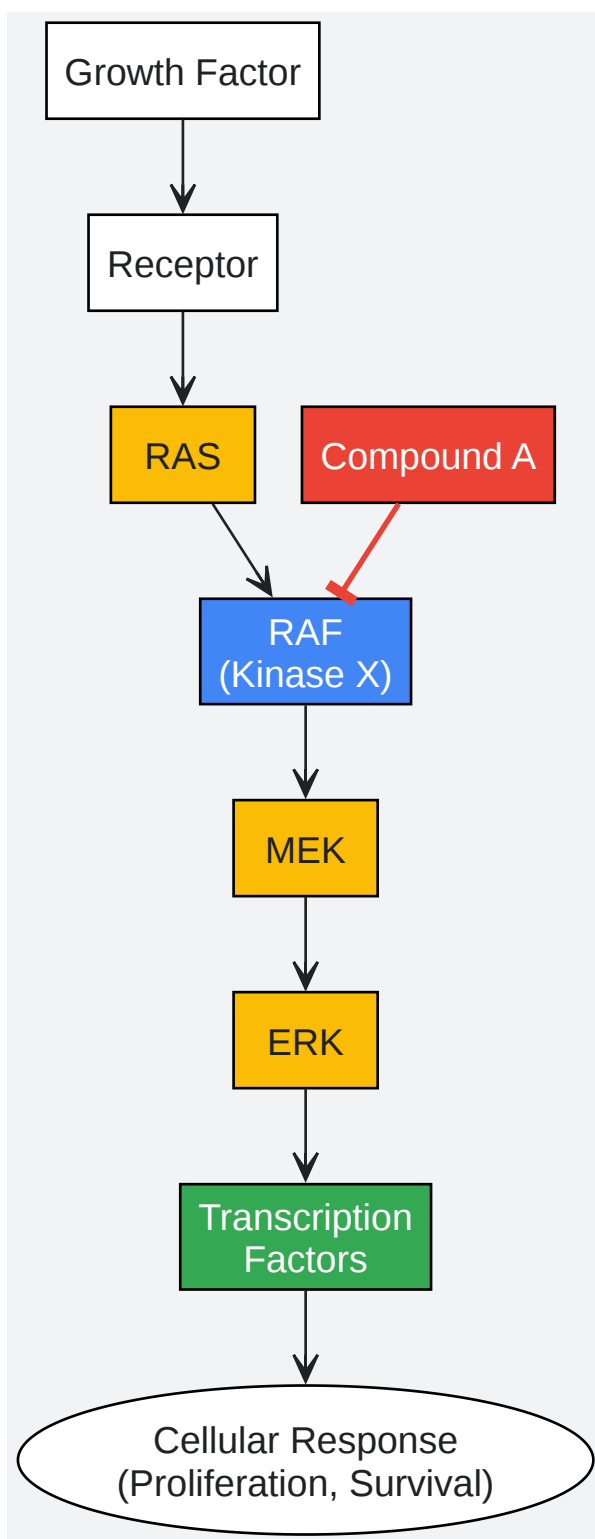 Growth Factor
Receptor
RAS
Compound A
RAF
(Kinase X)
MEK
ERK
Transcription
Factors
Cellular Response
(Proliferation, Survival)